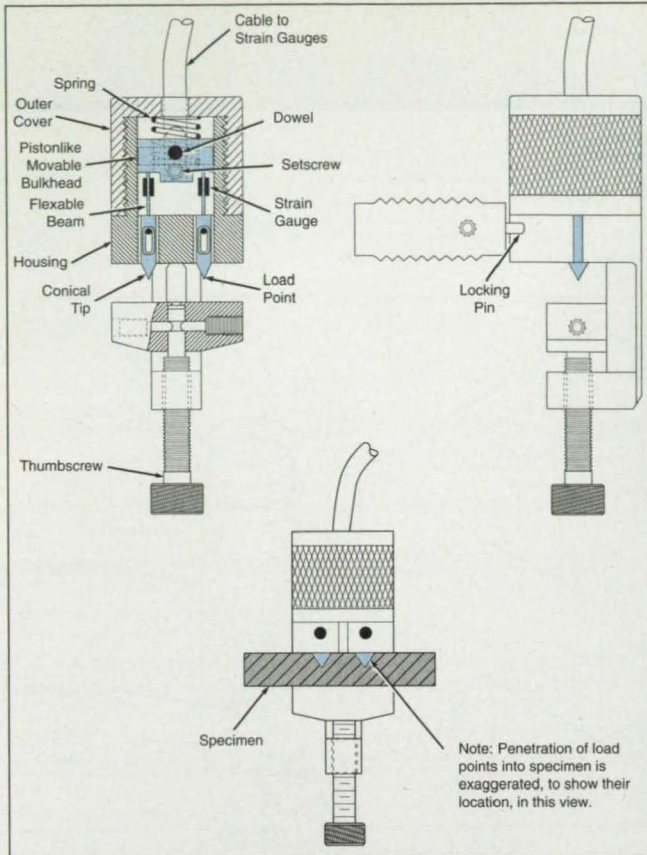 Cable to
Strain Gauges
Spring
Outer
Cover
Dowel
Pistonlike
Movable
Bulkhead
Setscrew
Flexable
Beam
Strain
Gauge
Housing
Conical
Tip
Load
Point
Locking
Pin
Thumbscrew
Specimen
Note: Penetration of load
points into specimen is
exaggerated, to show their
location, in this view.